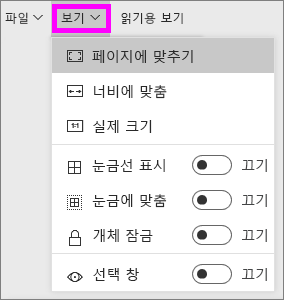 파일 보기 읽기용 보기
페이지에 맞추기
너비에 맞춤
1:1 실제 크기
눈금선 표시 끄기
눈금에 맞춤 끄기
개체 잠금 끄기
선택 창 끄기